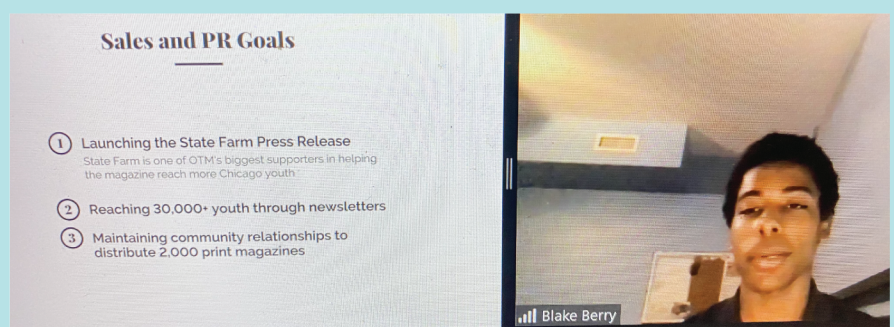 Sales and PR Goals
1 Launching the State Farm Press Release
State Farm is one of OTM's biggest supporters in helping
the magazine reach more Chicago youth
2 Reaching 30,000+ youth through newsletters
3 Maintaining community relationships to
distribute 2,000 print magazines
Blake Berry